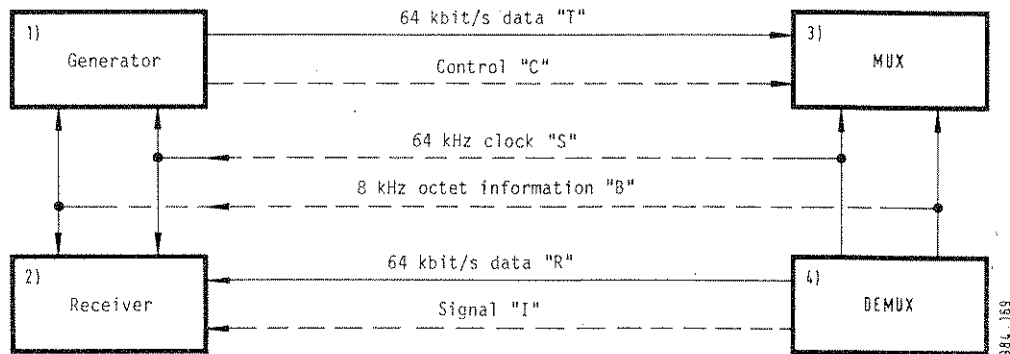 64 kbit/s data "T"
1)
Generator
3)
MUX
Control "C"
64 kHz clock "S"
8 kHz octet information "B"
64 kbit/s data "R"
2)
Receiver
4)
DEMUX
Signal "I"
384.169